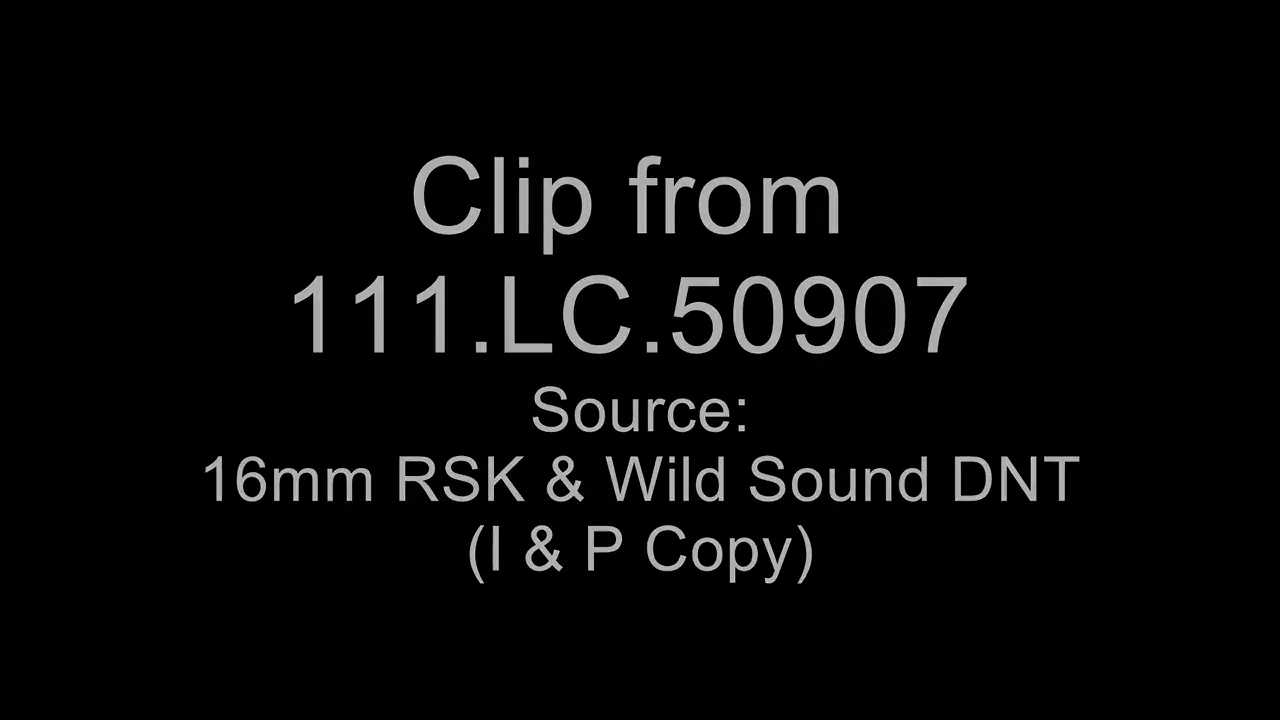 Clip from
111.LC.50907
Source:
16mm RSK & Wild Sound DNT
(I & P Copy)